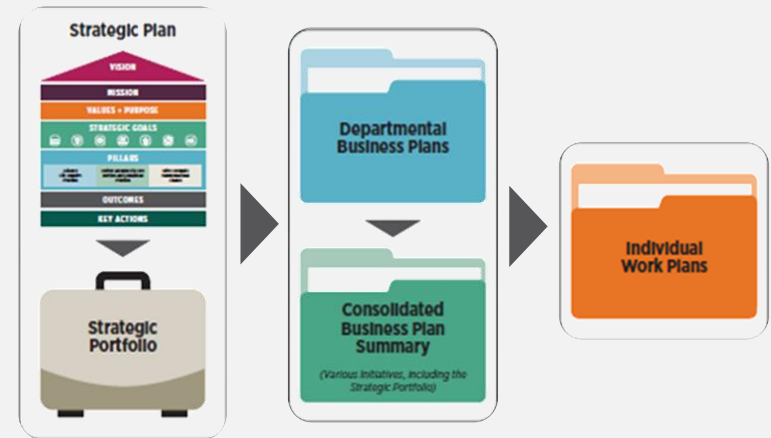 Strategic Plan
VISION
MISSION
VALUES + PURPOSE
STRATEGIC GOALS
PILLARS
OUTCOMES
KEY ACTIONS
Strategic
Portfolio
Departmental
Business Plans
Consolidated
Business Plan
Summary
(Various Initiatives, Including the
Strategic Portfolio)
Individual
Work Plans